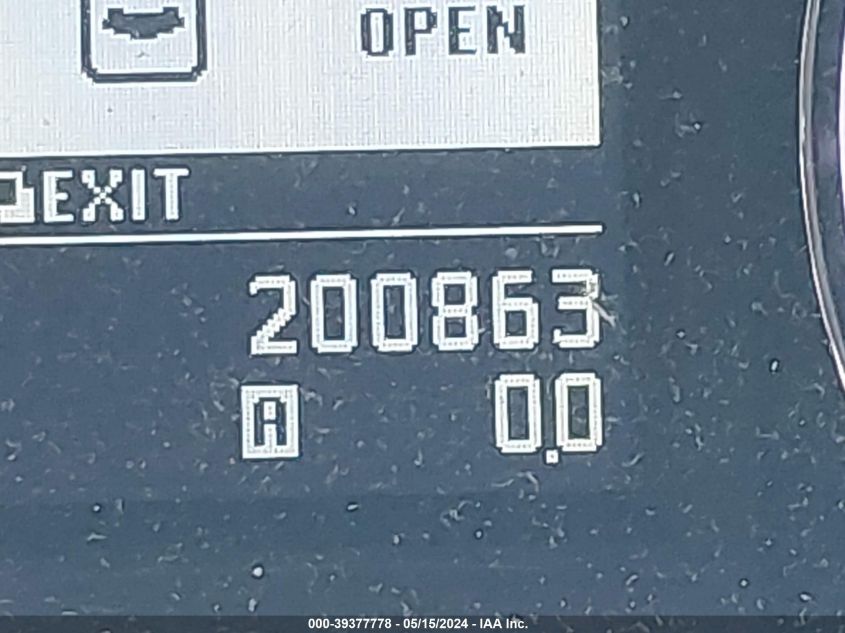 OPEN
EXIT
200863
A 0.0
000-39377778 - 05/15/2024 - IAA Inc.